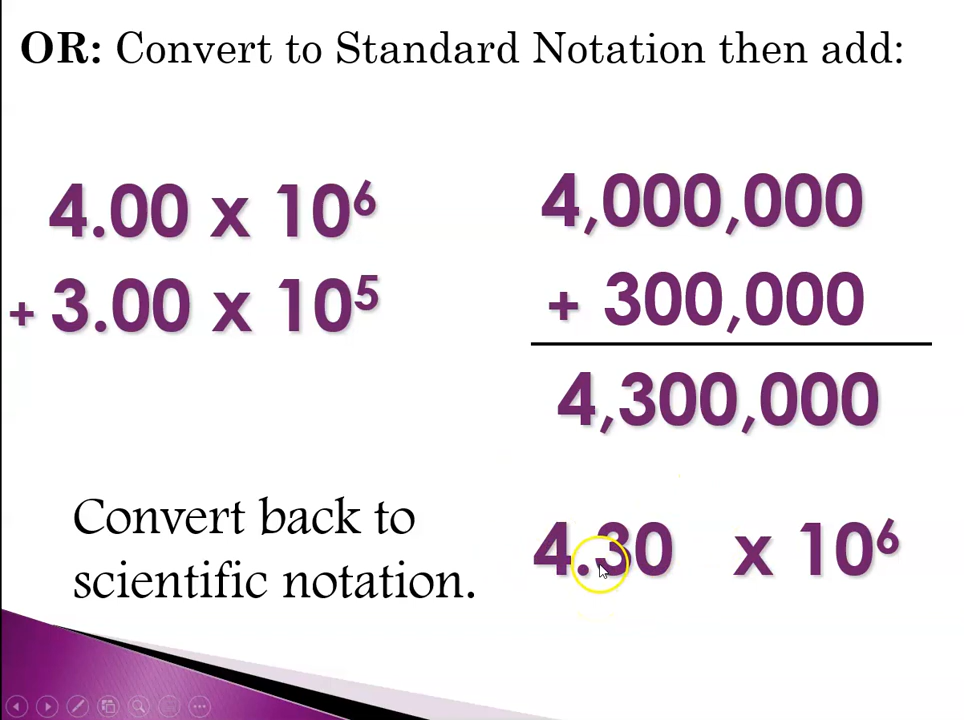 OR: Convert to Standard Notation then add:
4.00 x 10⁶
+ 3.00 x 10⁵
4,000,000
+ 300,000
4,300,000
Convert back to
scientific notation.
4.30 x 10⁶